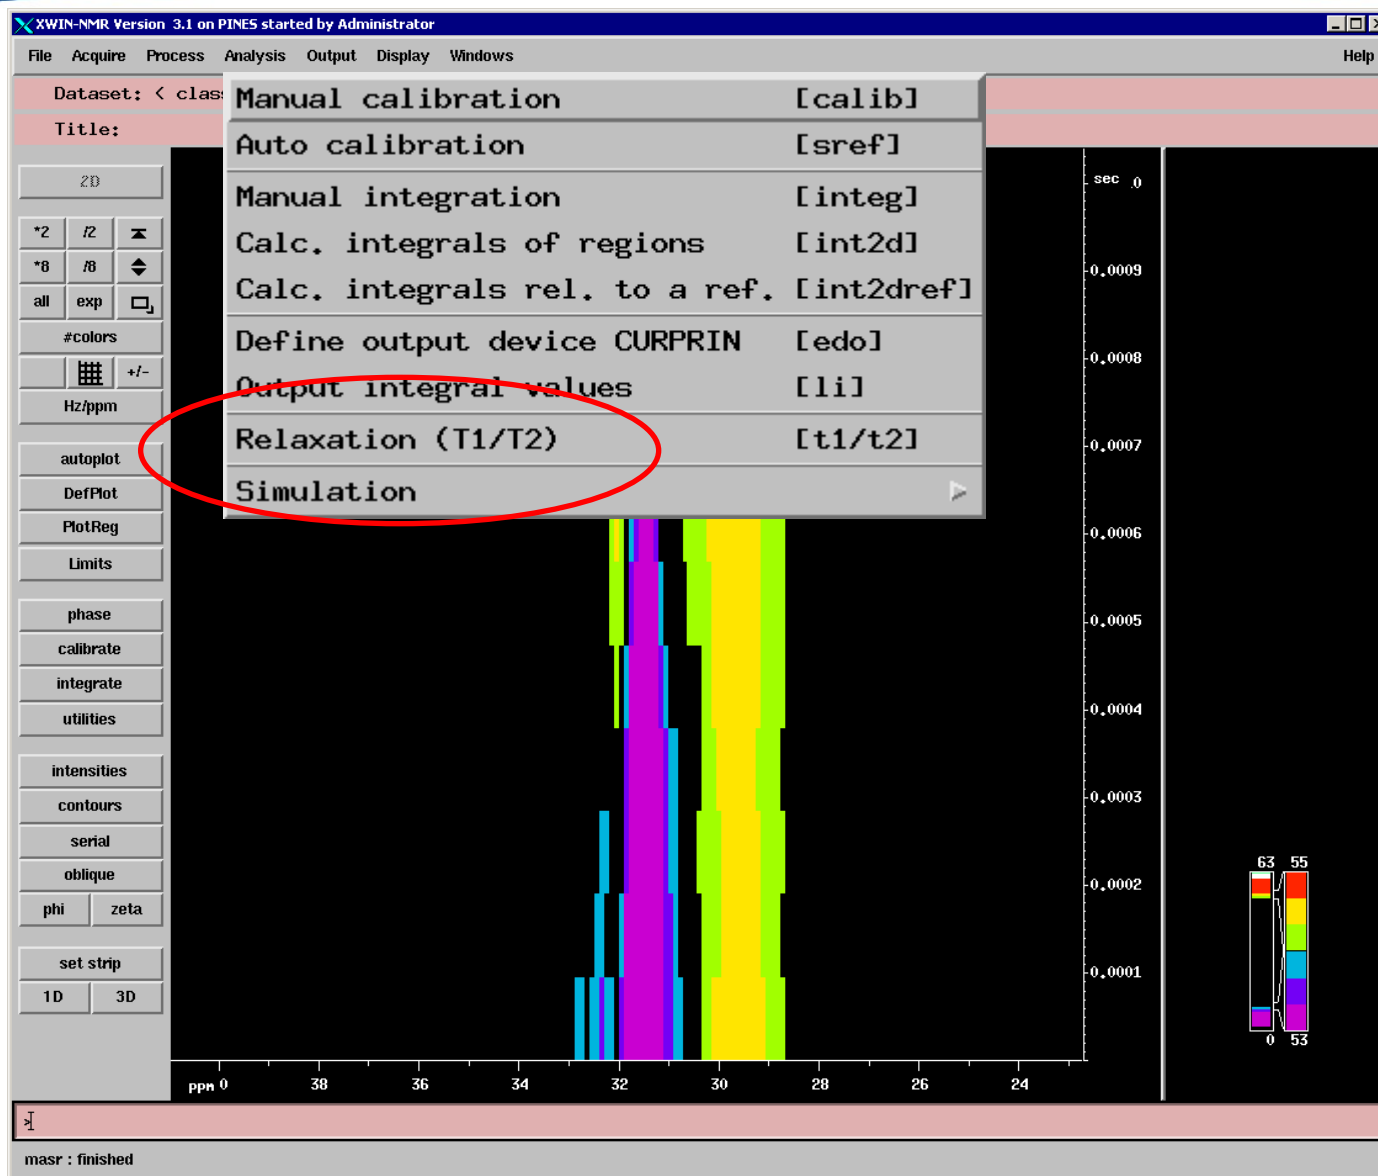 XWIN-NMR Version 3.1 on PINES started by Administrator
File Acquire Process Analysis Output Display Windows Help
Dataset: < clas
Title:
Manual calibration [calib]
Auto calibration [sref]
Manual integration [integ]
Calc. integrals of regions [int2d]
Calc. integrals rel. to a ref. [int2dref]
Define output device CURPRIN [edo]
Output integral values [li]
Relaxation (T1/T2) [t1/t2]
Simulation
2D
*2 /2
*8 /8
all exp
#colors
+/-
Hz/ppm
autoplot
DefPlot
PlotReg
Limits
phase
calibrate
integrate
utilities
intensities
contours
serial
oblique
phi zeta
set strip
1D 3D
sec 0
0.0009
0.0008
0.0007
0.0006
0.0005
0.0004
0.0003
0.0002
0.0001
63 55
0 53
ppm 0 38 36 34 32 30 28 26 24
>
masr : finished